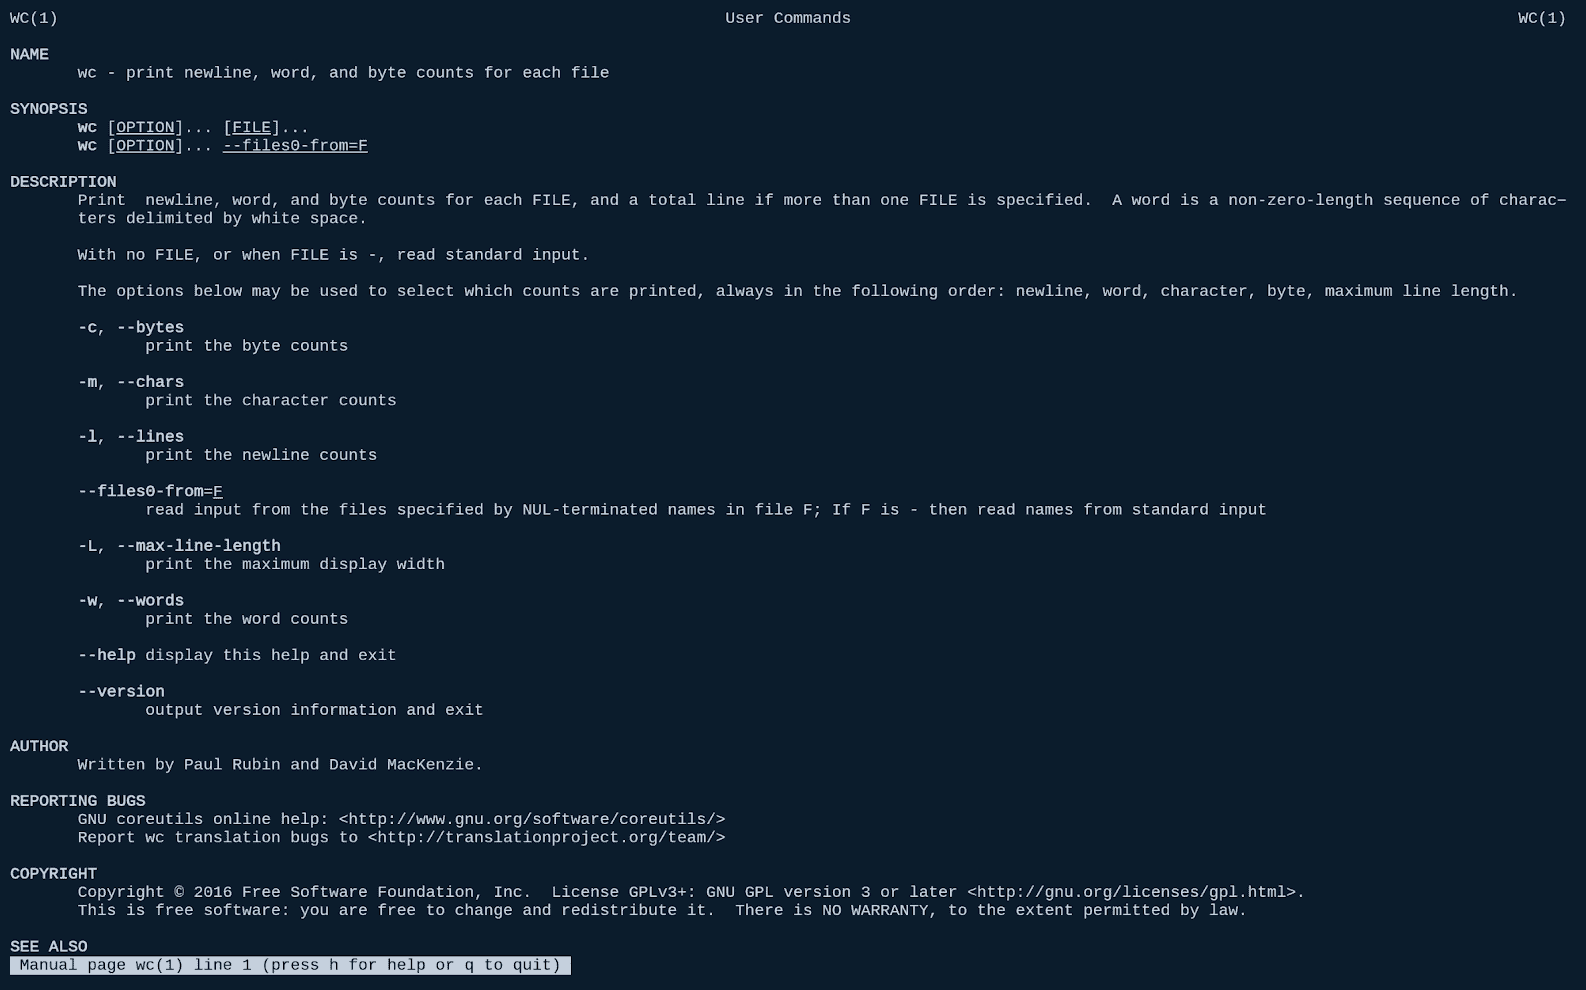 WC(1) User Commands WC(1)
NAME
wc - print newline, word, and byte counts for each file
SYNOPSIS
wc [OPTION]... [FILE]...
wc [OPTION]... --files0-from=F
DESCRIPTION
Print  newline, word, and byte counts for each FILE, and a total line if more than one FILE is specified.  A word is a non-zero-length sequence of charac‐
ters delimited by white space.
With no FILE, or when FILE is -, read standard input.
The options below may be used to select which counts are printed, always in the following order: newline, word, character, byte, maximum line length.
-c, --bytes
print the byte counts
-m, --chars
print the character counts
-l, --lines
print the newline counts
--files0-from=F
read input from the files specified by NUL-terminated names in file F; If F is - then read names from standard input
-L, --max-line-length
print the maximum display width
-w, --words
print the word counts
--help display this help and exit
--version
output version information and exit
AUTHOR
Written by Paul Rubin and David MacKenzie.
REPORTING BUGS
GNU coreutils online help: <http://www.gnu.org/software/coreutils/>
Report wc translation bugs to <http://translationproject.org/team/>
COPYRIGHT
Copyright © 2016 Free Software Foundation, Inc.  License GPLv3+: GNU GPL version 3 or later <http://gnu.org/licenses/gpl.html>.
This is free software: you are free to change and redistribute it.  There is NO WARRANTY, to the extent permitted by law.
SEE ALSO
Manual page wc(1) line 1 (press h for help or q to quit)